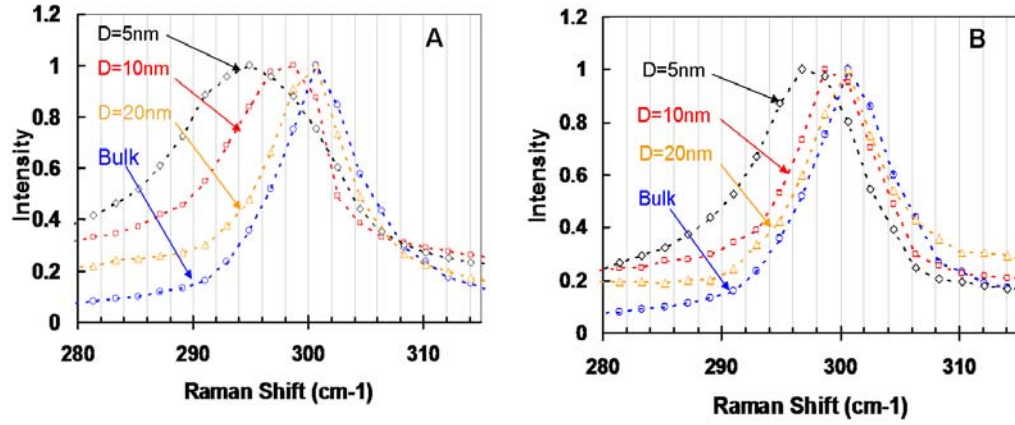 A
1.2
1
0.8
0.6
0.4
0.2
0
Intensity
D=5nm
D=10nm
D=20nm
Bulk
280
290
300
310
Raman Shift (cm-1)
B
1.2
1
0.8
0.6
0.4
0.2
0
Intensity
D=5nm
D=10nm
D=20nm
Bulk
280
290
300
310
Raman Shift (cm-1)